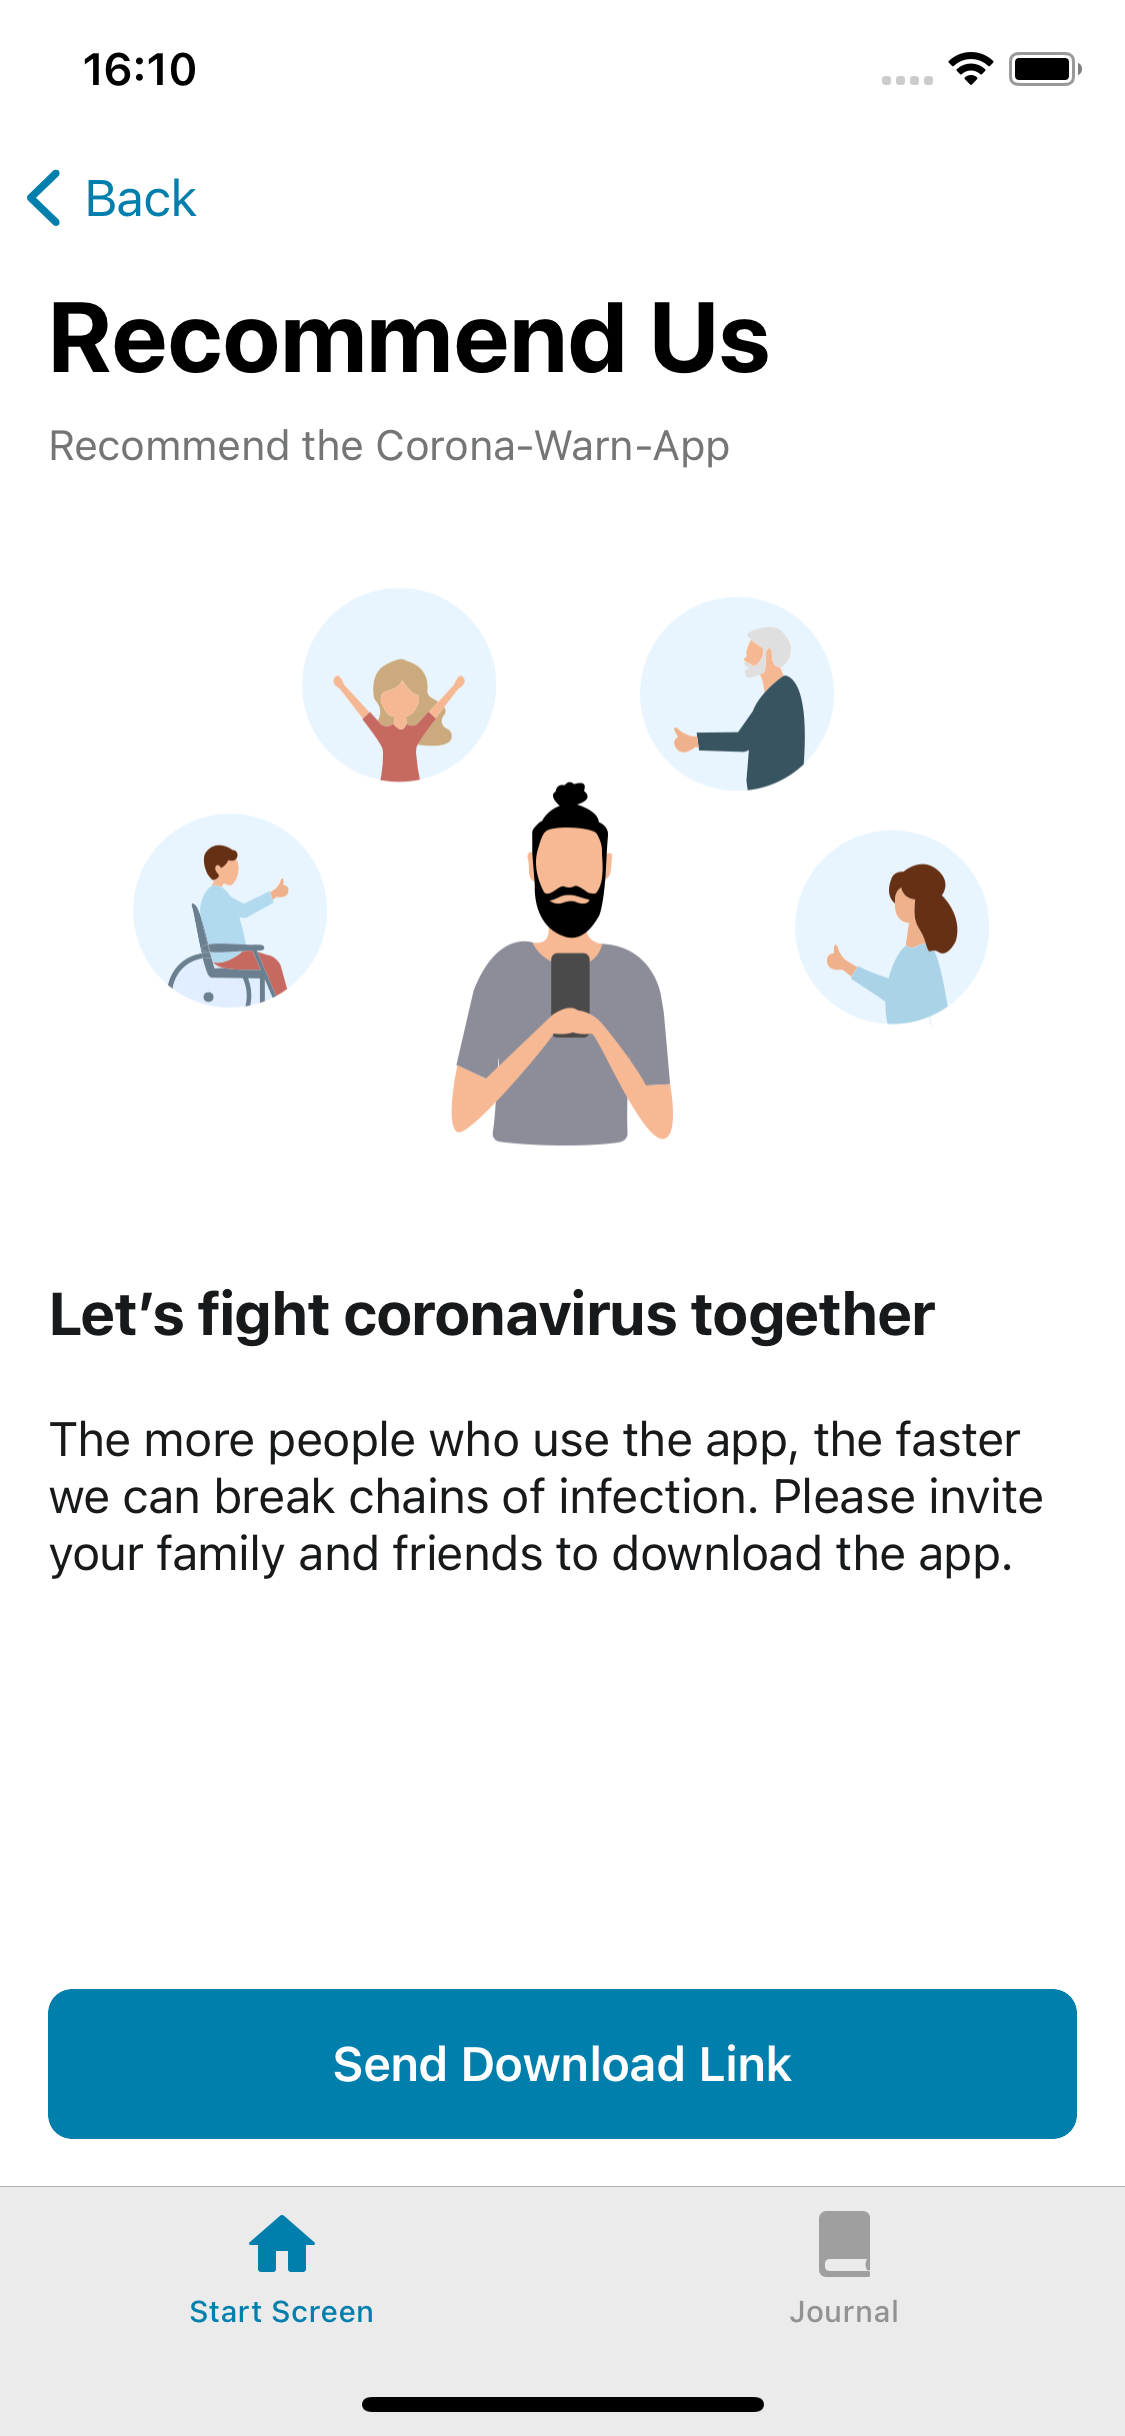 16:10
Back
Recommend Us
Recommend the Corona-Warn-App
Let’s fight coronavirus together
The more people who use the app, the faster
we can break chains of infection. Please invite
your family and friends to download the app.
Send Download Link
Start Screen
Journal